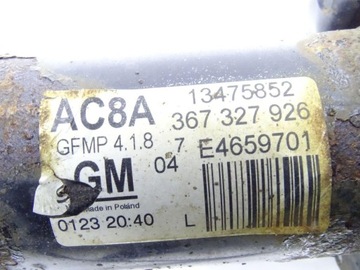 13475852
AC8A 367 327 926
GFMP 4.1.8 7 E4659701
GM 04
Made in Poland
0123 20:40 L